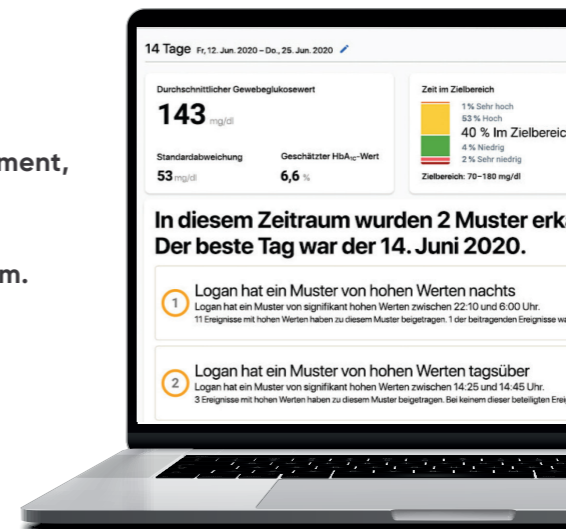 ment,
m.
14 Tage Fr, 12. Jun. 2020 – Do., 25. Jun. 2020
Durchschnittlicher Gewebeglukosewert
143 mg/dl
Standardabweichung
53 mg/dl
Geschätzter HbA1c-Wert
6,6 %
Zeit im Zielbereich
1 % Sehr hoch
53 % Hoch
40 % Im Zielbereic
4 % Niedrig
2 % Sehr niedrig
Zielbereich: 70–180 mg/dl
In diesem Zeitraum wurden 2 Muster erka
Der beste Tag war der 14. Juni 2020.
1 Logan hat ein Muster von hohen Werten nachts
Logan hat ein Muster von signifikant hohen Werten zwischen 22:10 und 6:00 Uhr.
11 Ereignisse mit hohen Werten haben zu diesem Muster beigetragen. 1 der beitragenden Ereignisse wa
2 Logan hat ein Muster von hohen Werten tagsüber
Logan hat ein Muster von signifikant hohen Werten zwischen 14:25 und 14:45 Uhr.
3 Ereignisse mit hohen Werten haben zu diesem Muster beigetragen. Bei keinem dieser beteiligten Ereig